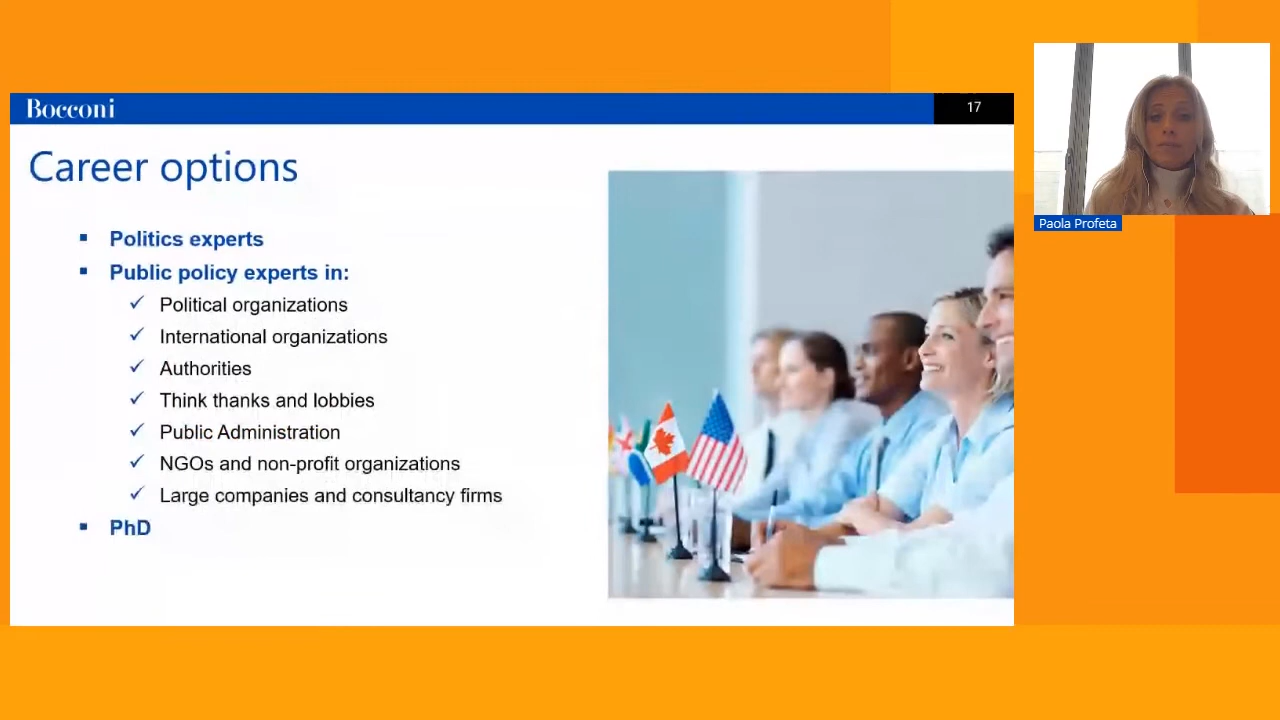 Bocconi
17
Career options
Politics experts
Public policy experts in:
Political organizations
International organizations
Authorities
Think thanks and lobbies
Public Administration
NGOs and non-profit organizations
Large companies and consultancy firms
PhD
Paola Profeta